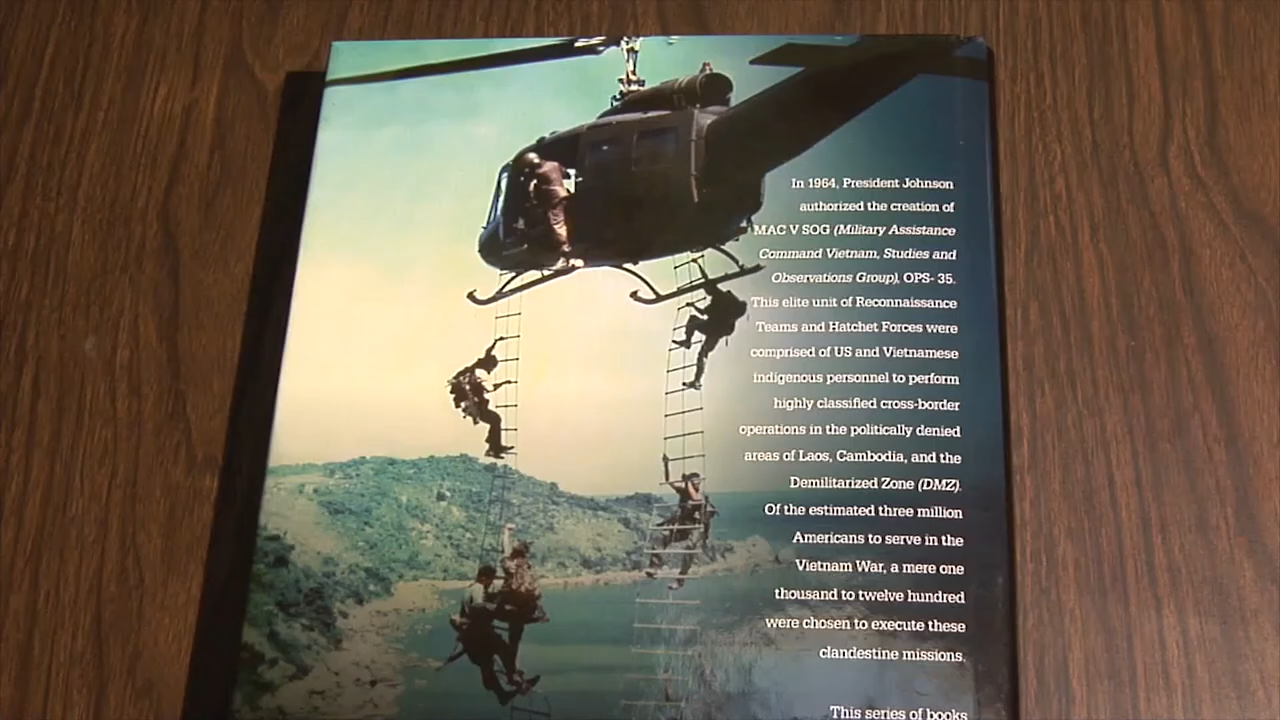 In 1964, President Johnson
authorized the creation of
MAC V SOG (Military Assistance
Command Vietnam, Studies and
Observations Group), OPS- 35.
This elite unit of Reconnaissance
Teams and Hatchet Forces were
comprised of US and Vietnamese
indigenous personnel to perform
highly classified cross-border
operations in the politically denied
areas of Laos, Cambodia, and the
Demilitarized Zone (DMZ).
Of the estimated three million
Americans to serve in the
Vietnam War, a mere one
thousand to twelve hundred
were chosen to execute these
clandestine missions.
This series of books